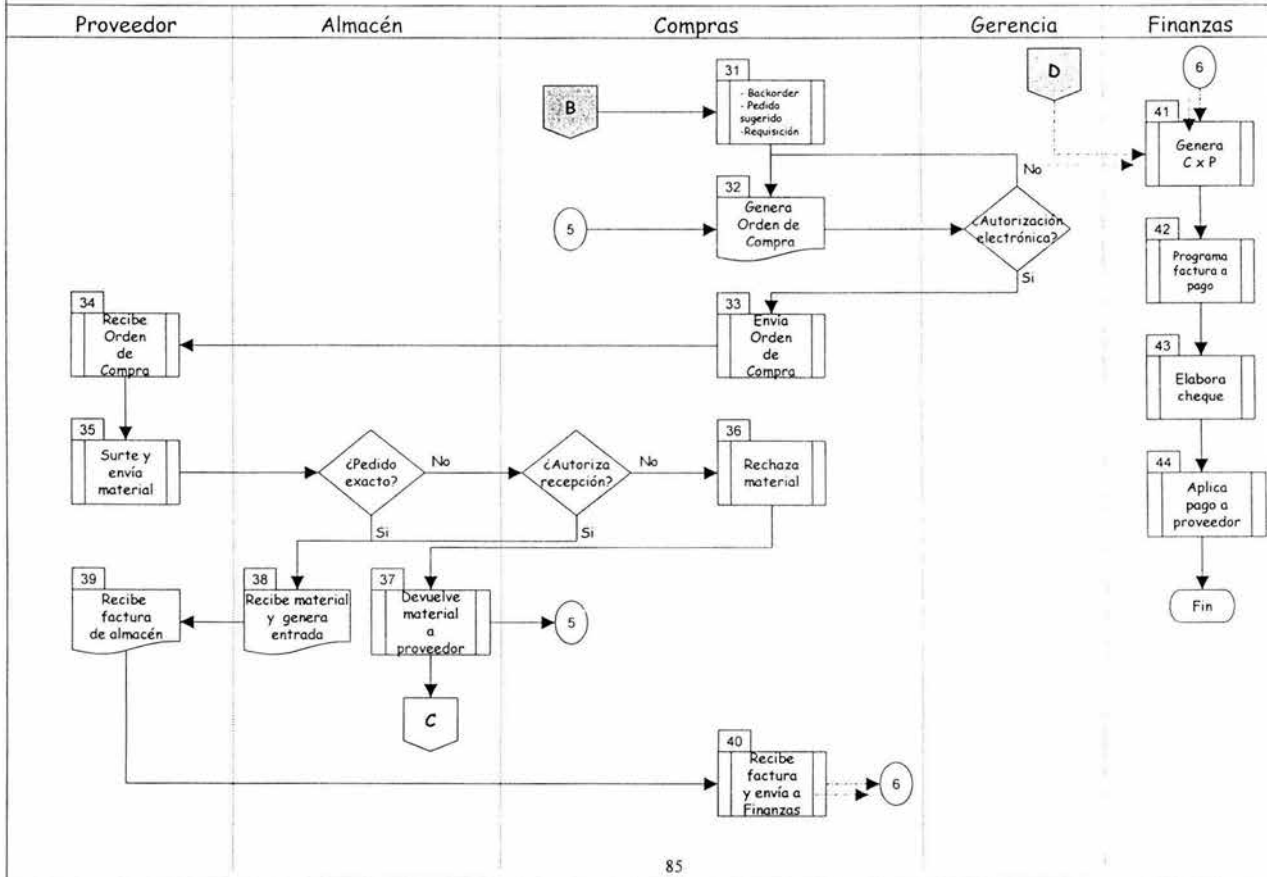 Proveedor
Almacén
Compras
Gerencia
Finanzas
B
31
- Backorder
- Pedido
sugerido
-Requisición
D
6
41
Genera
C x P
No
5
32
Genera
Orden de
Compra
¿Autorización
electrónica?
Si
42
Programa
factura a
pago
34
Recibe
Orden
de
Compra
33
Envía
Orden
de
Compra
43
Elabora
cheque
35
Surte y
envía
material
¿Pedido
exacto?
No
Si
¿Autoriza
recepción?
No
Si
36
Rechaza
material
44
Aplica
pago a
proveedor
39
Recibe
factura
de almacén
38
Recibe material
y genera
entrada
37
Devuelve
material
a
proveedor
5
Fin
C
40
Recibe
factura
y envía a
Finanzas
6
85